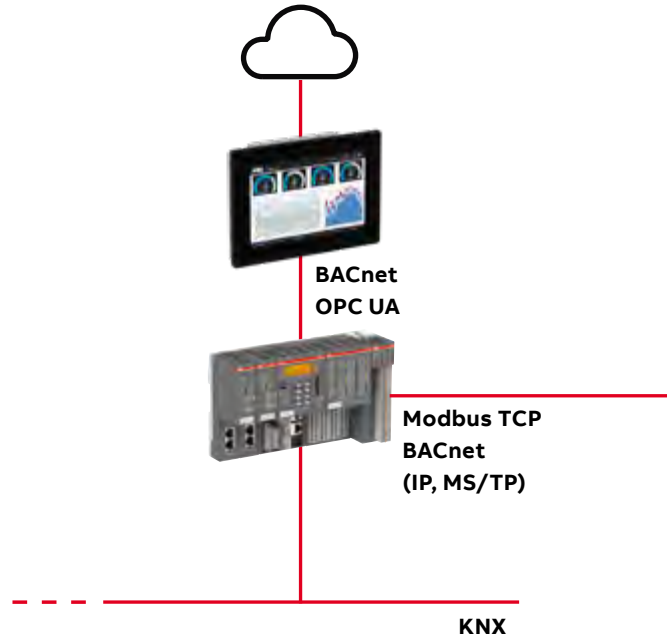 BACnet
OPC UA
Modbus TCP
BACnet
(IP, MS/TP)
KNX